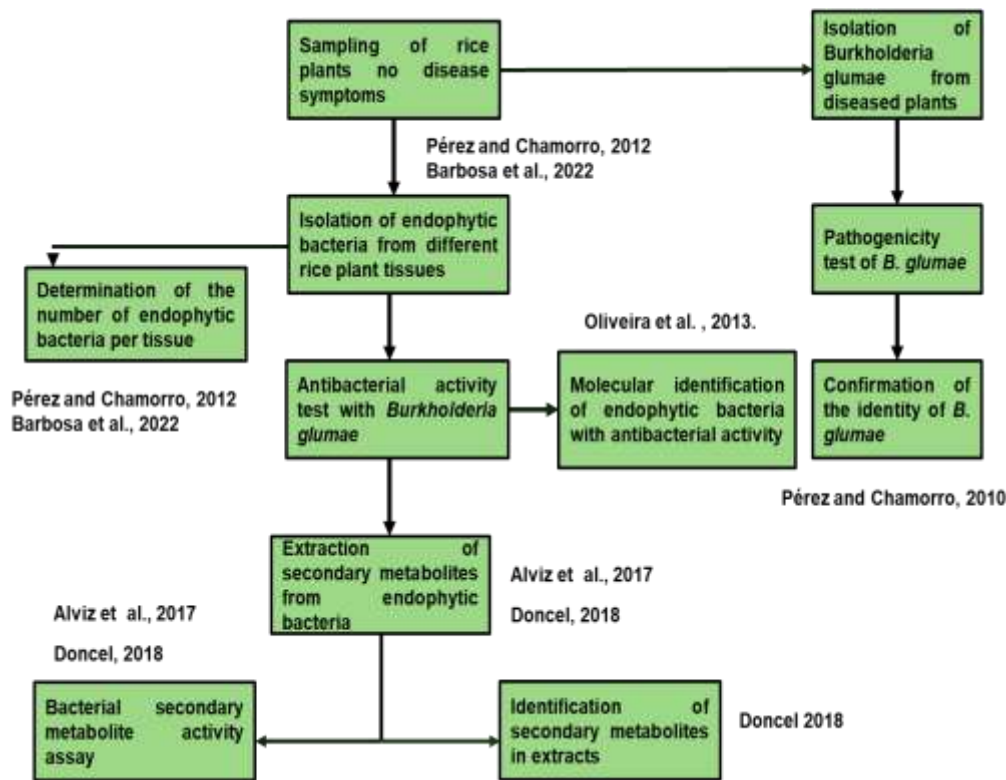 Sampling of rice
plants no disease
symptoms
Isolation of
Burkholderia
glumae from
diseased plants
Pérez and Chamorro, 2012
Barbosa et al., 2022
Isolation of endophytic
bacteria from different
rice plant tissues
Pathogenicity
test of B. glumae
Determination of the
number of endophytic
bacteria per tissue
Oliveira et al. , 2013.
Pérez and Chamorro, 2012
Barbosa et al., 2022
Antibacterial activity
test with Burkholderia
glumae
Molecular identification
of endophytic bacteria
with antibacterial activity
Confirmation of
the identity of B.
glumae
Pérez and Chamorro, 2010
Extraction of
secondary metabolites
from endophytic
bacteria
Alviz et al., 2017
Doncel, 2018
Alviz et al., 2017
Doncel, 2018
Bacterial secondary
metabolite activity
assay
Identification of
secondary metabolites
in extracts
Doncel 2018